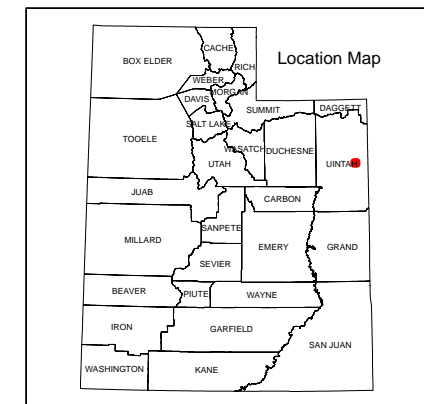 Location Map
CACHE
BOX ELDER
RICH
WEBER
MORGAN
DAVIS
SUMMIT
DAGGETT
SALT LAKE
TOOELE
WASATCH
DUCHESNE
UTAH
UINTAH
JUAB
CARBON
SANPETE
MILLARD
EMERY
GRAND
SEVIER
BEAVER
PIUTE
WAYNE
IRON
GARFIELD
SAN JUAN
WASHINGTON
KANE